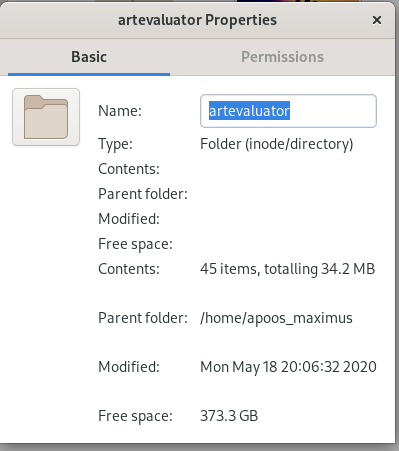 artevaluator Properties ×
Basic Permissions
Name: artevaluator
Type: Folder (inode/directory)
Contents:
Parent folder:
Modified:
Free space:
Contents: 45 items, totalling 34.2 MB
Parent folder: /home/apoos_maximus
Modified: Mon May 18 20:06:32 2020
Free space: 373.3 GB